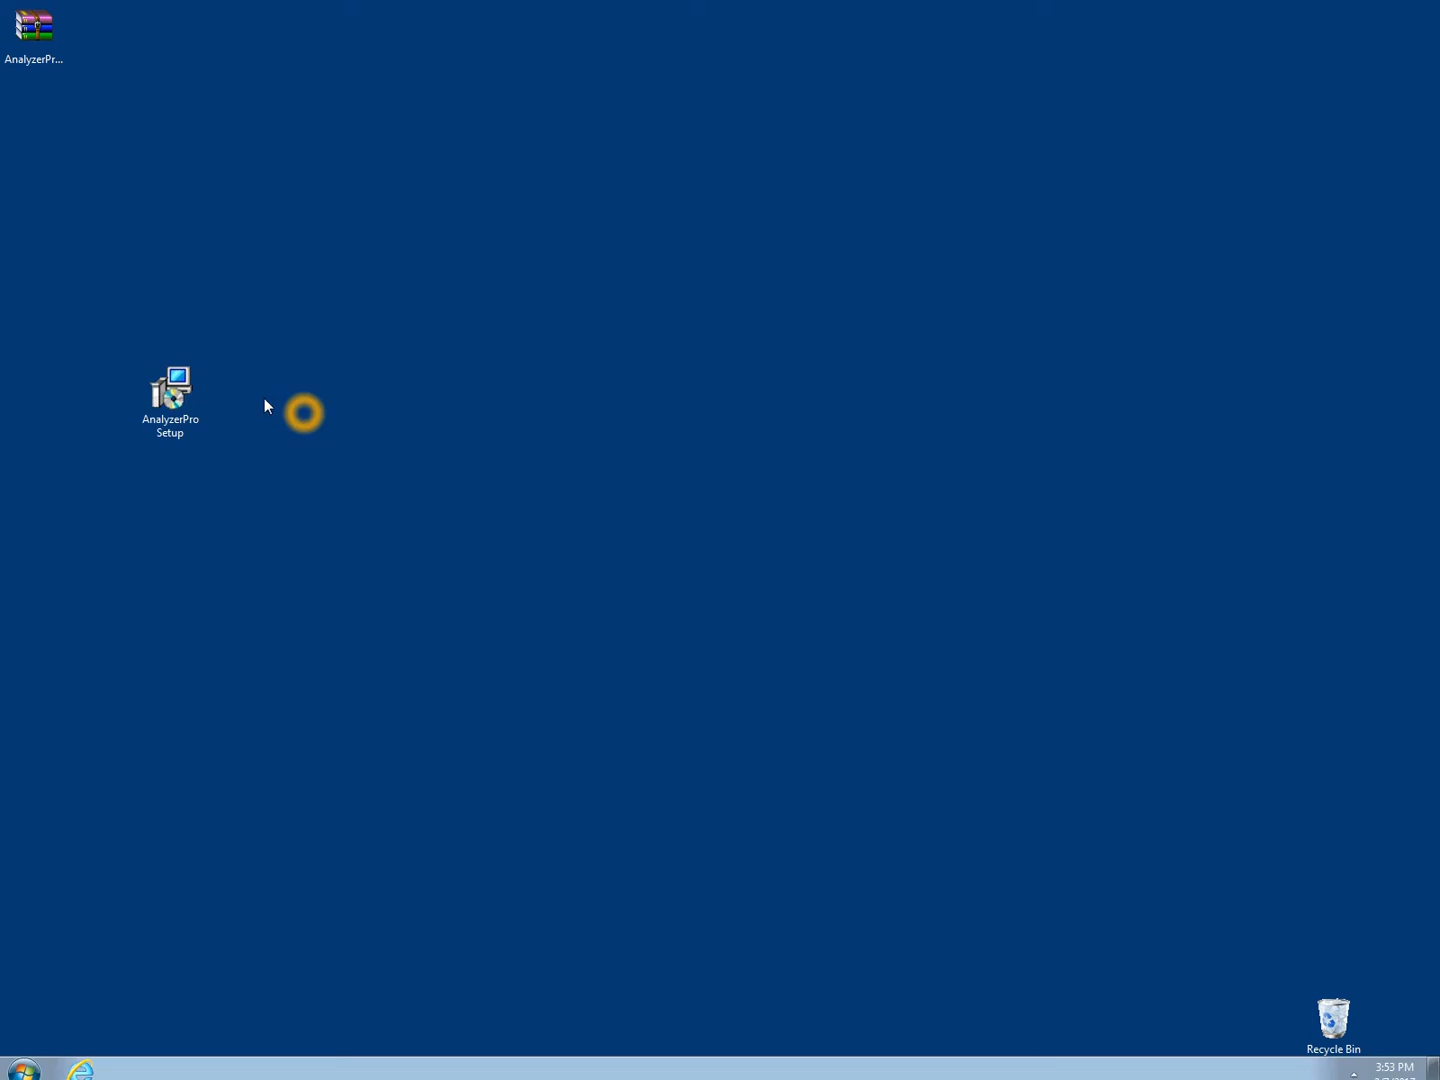 AnalyzerPr...
AnalyzerPro
Setup
Recycle Bin
3:53 PM